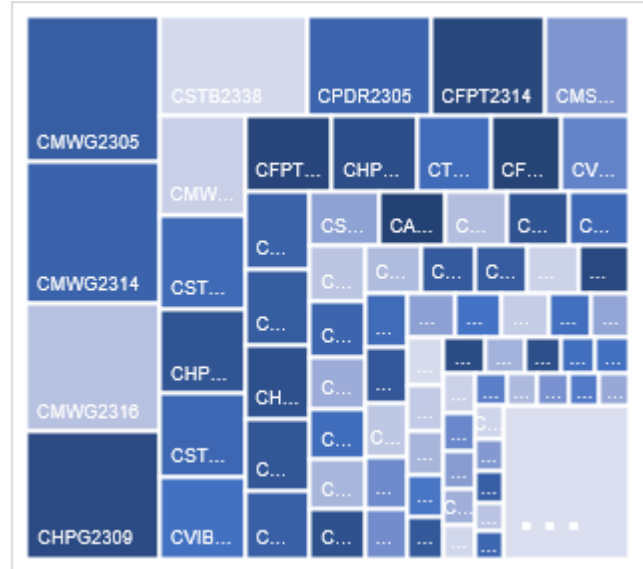 CMWG2305
CSTB2338
CPDR2305
CFPT2314
CMS...
CMWG2314
CMW...
CFPT...
CHP...
CT...
CF...
CV...
CMWG2316
CST...
C...
CS...
CA...
C...
C...
C...
C...
C...
C...
C...
...
...
CHP...
C...
C...
...
...
...
...
...
...
CHPG2309
CST...
CH...
C...
...
...
...
...
...
...
...
CVIB...
C...
C...
C...
...
...
...
...
...
...
...
C...
C...
C...
C...
C...
...
...
...
...
...
...
...
...
...
...
...
...